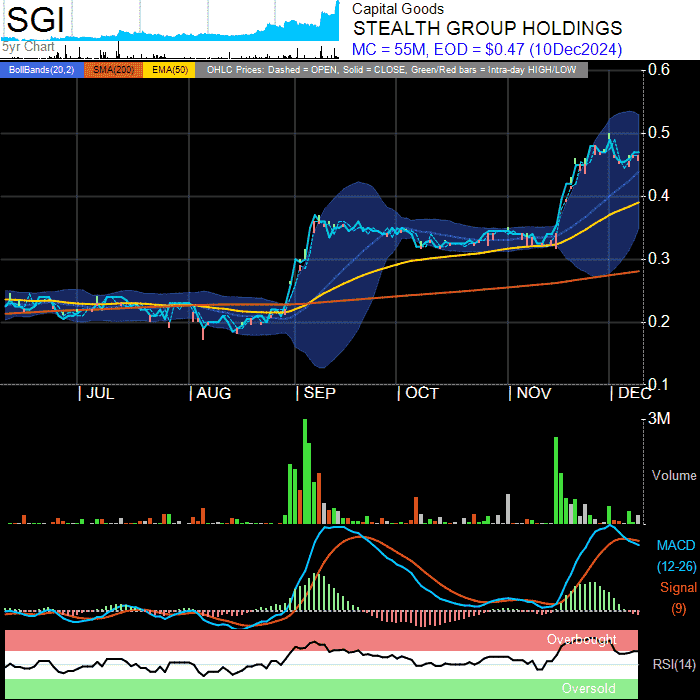 SGI
5yr Chart
Capital Goods
STEALTH GROUP HOLDINGS
MC = 55M, EOD = $0.47 (10Dec2024)
BollBands(20,2) SMA(200) EMA(50) OHLC Prices: Dashed = OPEN, Solid = CLOSE, Green/Red bars = Intra-day HIGH/LOW
0.6
0.5
0.4
0.3
0.2
0.1
JUL AUG SEP OCT NOV DEC
3M
Volume
MACD
(12-26)
Signal
(9)
Overbought
RSI(14)
Oversold